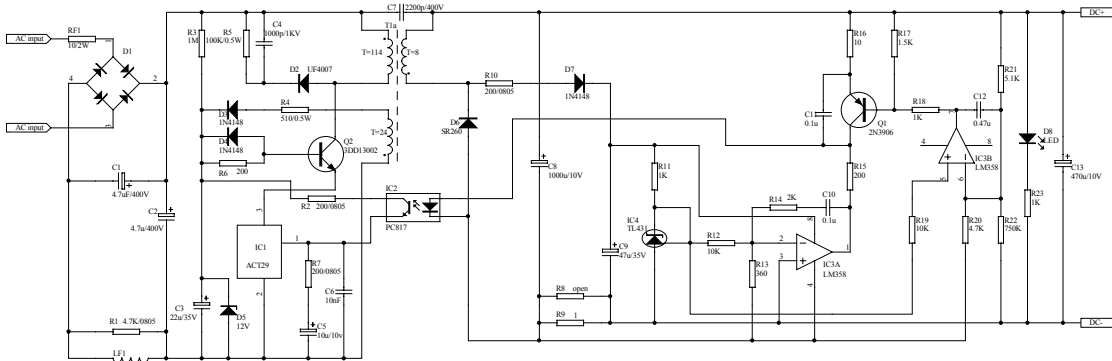 C7 2200p/400V
DC+
AC input
RF1
10/2W
D1
1
4
2
3
AC input
R3
1M
R5
100K/0.5W
C4
1000p/1KV
T1a
T=114
T=8
D2 UF4007
D3
1N4148
D4
1N4148
R4
510/0.5W
T=24
Q2
3DD13002
R6 200
D6
SR260
R10
200/0805
D7
1N4148
R16
10
R17
1.5K
C11
0.1u
Q1
2N3906
R18
1K
C12
0.47u
R21
5.1K
7
4
8
5
6
IC3B
LM358
D8
LED
C13
470u/10V
C1
4.7uF/400V
C2
4.7u/400V
R2 200/0805
IC2
PC817
C8
1000u/10V
R11
1K
IC4
TL431
R15
200
R14 2K
C10
0.1u
R12
10K
R13
360
8
2
3
1
4
IC3A
LM358
R19
10K
R20
4.7K
R22
750K
R23
1K
3
IC1
ACT29
1
2
R7
200/0805
C6
10nF
C9
47u/35V
R8 open
R9 1
C3
22u/35V
D5
12V
C5
10u/10v
R1 4.7K/0805
LF1
DC-